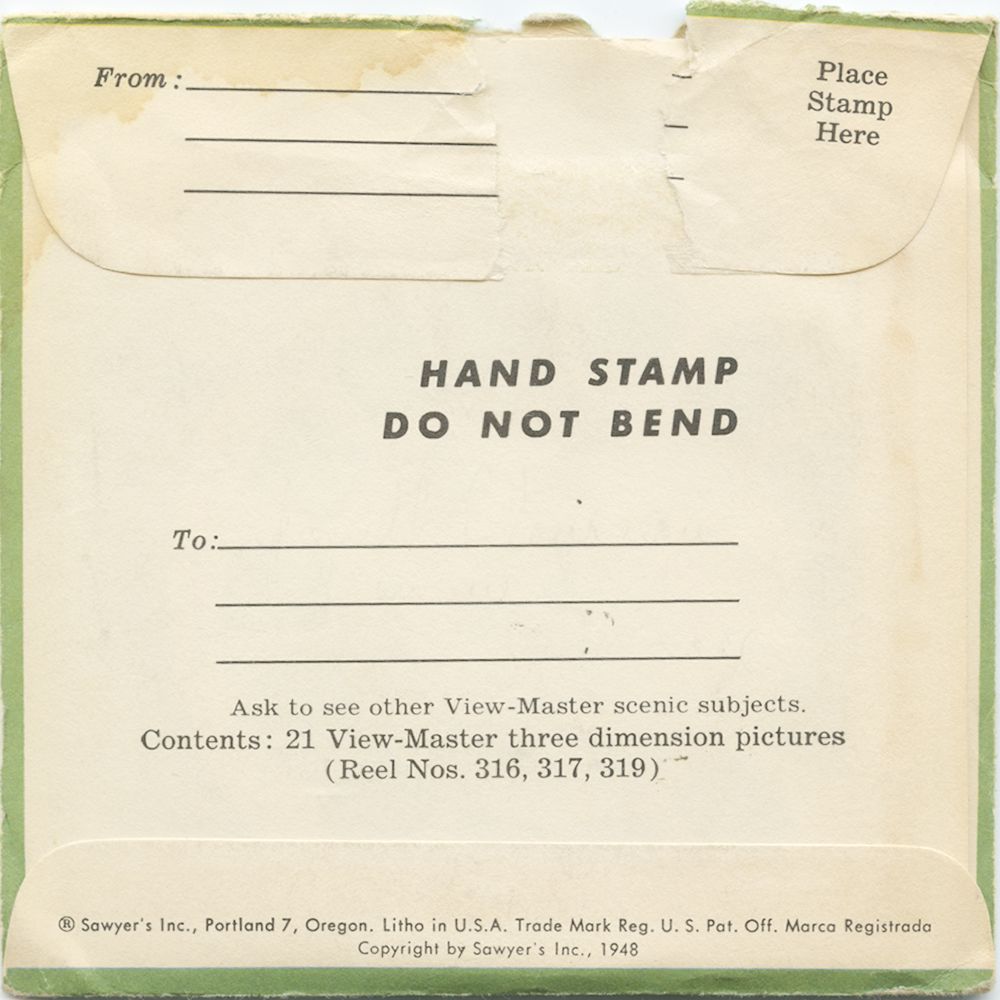 From:
Place
Stamp
Here
HAND STAMP
DO NOT BEND
To:
Ask to see other View-Master scenic subjects.
Contents: 21 View-Master three dimension pictures
(Reel Nos. 316, 317, 319)
® Sawyer's Inc., Portland 7, Oregon. Litho in U.S.A. Trade Mark Reg. U. S. Pat. Off. Marca Registrada
Copyright by Sawyer's Inc., 1948